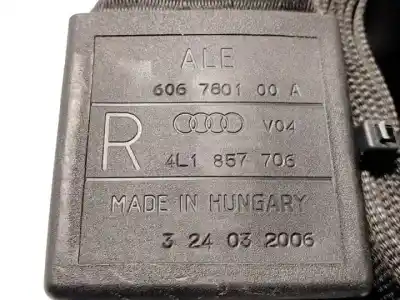 ALE
606 7801 00 A
R
V04
4L1 857 706
MADE IN HUNGARY
3 24 03 2006